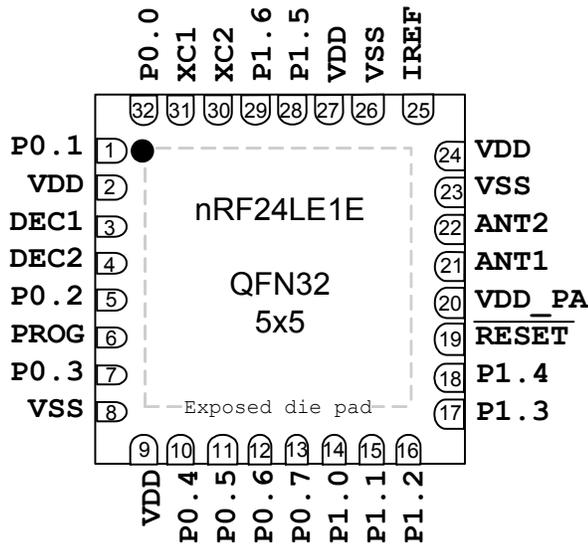 P0.0
XC1
XC2
P1.6
P1.5
VDD
VSS
IREF
32 31 30 29 28 27 26 25
P0.1 1
VDD 2
DEC1 3
DEC2 4
P0.2 5
PROG 6
P0.3 7
VSS 8
nRF24LE1E
QFN32
5x5
Exposed die pad
24 VDD
23 VSS
22 ANT2
21 ANT1
20 VDD_PA
19 RESET
18 P1.4
17 P1.3
9 10 11 12 13 14 15 16
VDD
P0.4
P0.5
P0.6
P0.7
P1.0
P1.1
P1.2